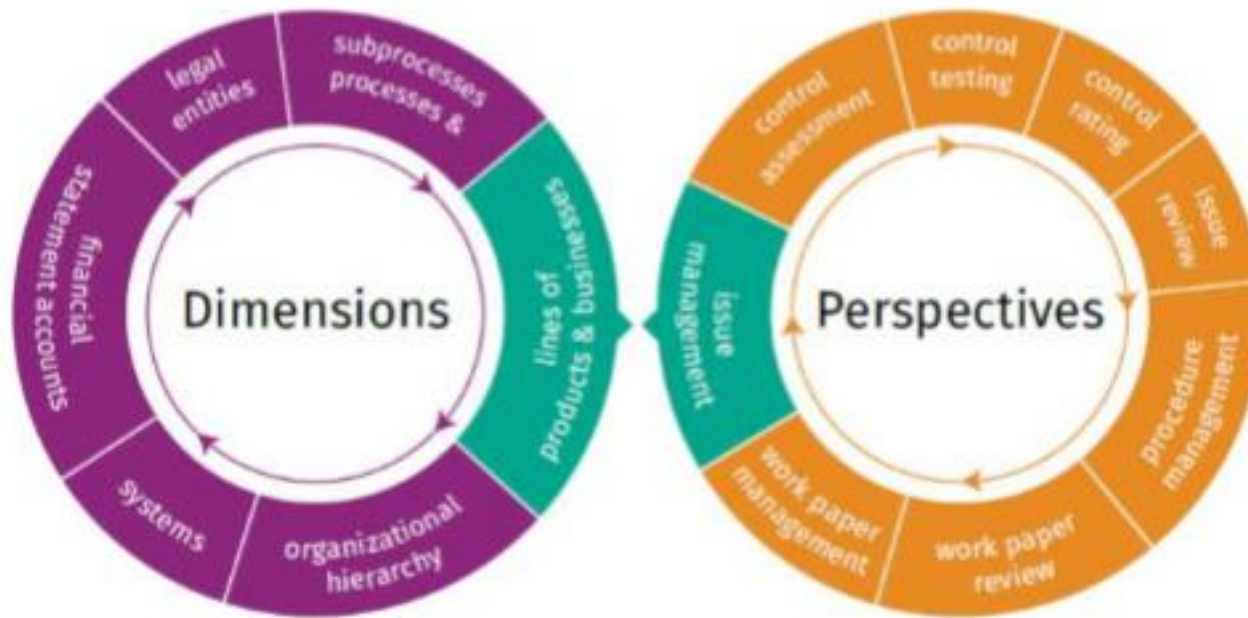 subprocesses
processes &
legal
entities
financial
statement accounts
systems
organizational
hierarchy
lines of
products & businesses
Dimensions
control
assessment
control
testing
control
rating
issue
review
procedure
management
work paper
review
work paper
management
issue
management
Perspectives